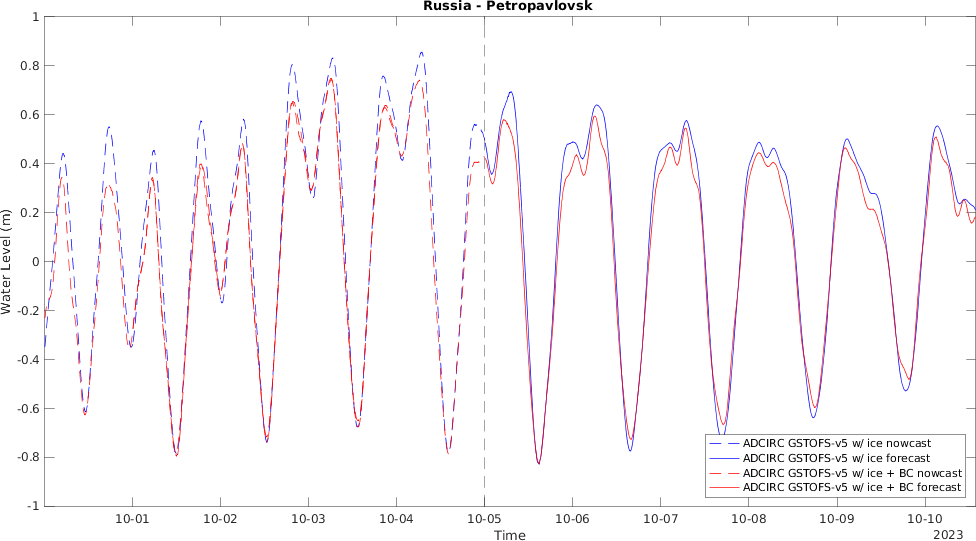 Russia - Petropavlovsk
Water Level (m)
1
0.8
0.6
0.4
0.2
0
-0.2
-0.4
-0.6
-0.8
-1
10-01 10-02 10-03 10-04 10-05 10-06 10-07 10-08 10-09 10-10
Time
2023
ADCIRC GSTOFS-v5 w/ ice nowcast
ADCIRC GSTOFS-v5 w/ ice forecast
ADCIRC GSTOFS-v5 w/ ice + BC nowcast
ADCIRC GSTOFS-v5 w/ ice + BC forecast